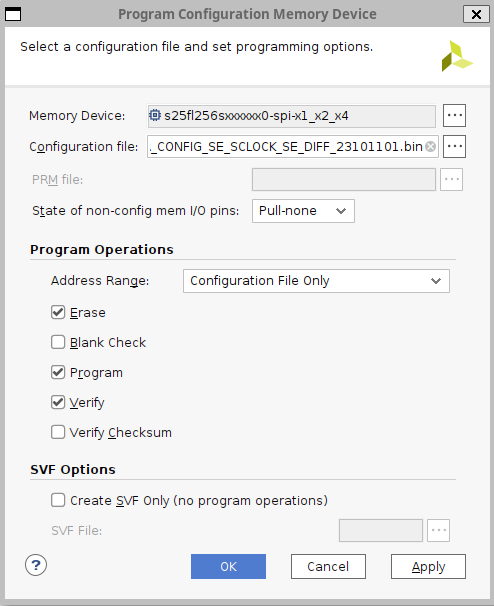 Program Configuration Memory Device
Select a configuration file and set programming options.
Memory Device: s25fl256sxxxxxx0-spi-x1_x2_x4 ...
Configuration file: _CONFIG_SE_SCLOCK_SE_DIFF_23101101.bin ...
PRM file: ...
State of non-config mem I/O pins: Pull-none
Program Operations
Address Range: Configuration File Only
Erase
Blank Check
Program
Verify
Verify Checksum
SVF Options
Create SVF Only (no program operations)
SVF File: ...
? OK Cancel Apply